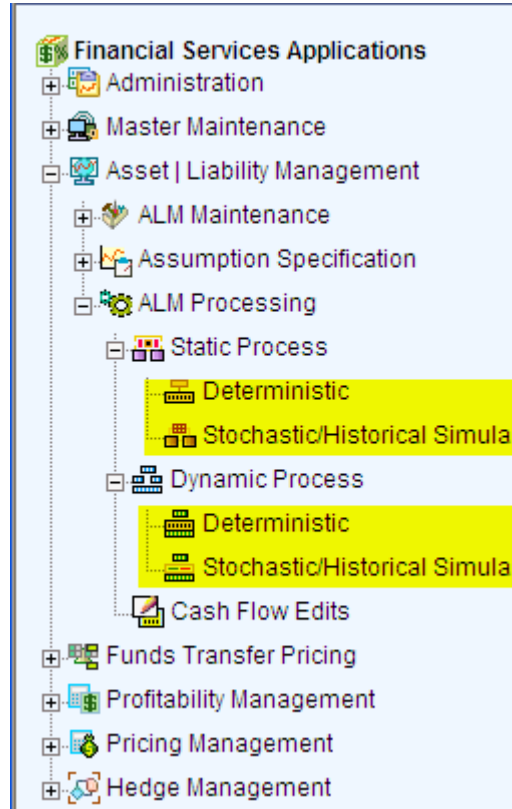 Financial Services Applications
Administration
Master Maintenance
Asset | Liability Management
ALM Maintenance
Assumption Specification
ALM Processing
Static Process
Deterministic
Stochastic/Historical Simula
Dynamic Process
Deterministic
Stochastic/Historical Simula
Cash Flow Edits
Funds Transfer Pricing
Profitability Management
Pricing Management
Hedge Management